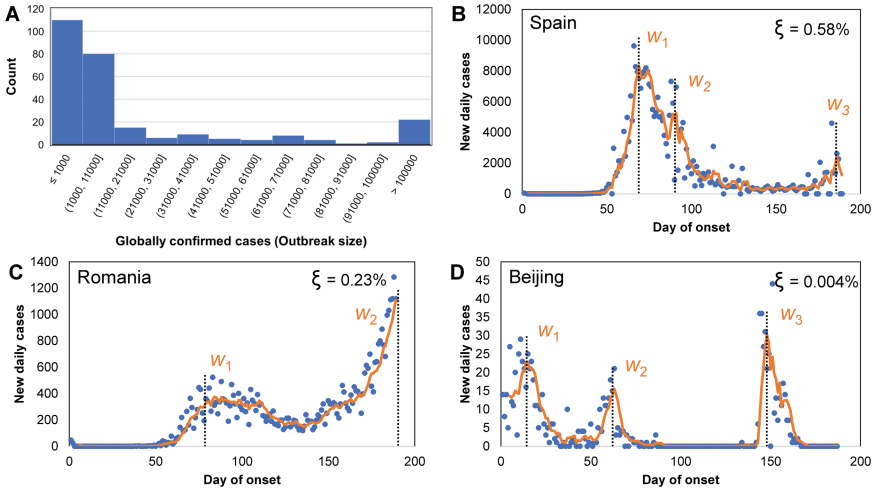 A
120
100
80
60
40
20
0
Count
≤ 1000
(1000, 11000]
(11000, 21000]
(21000, 31000]
(31000, 41000]
(41000, 51000]
(51000, 61000]
(61000, 71000]
(71000, 81000]
(81000, 91000]
(91000, 100000]
> 100000
Globally confirmed cases (Outbreak size)
B
Spain
ξ = 0.58%
w1
w2
w3
12000
10000
8000
6000
4000
2000
0
New daily cases
0 50 100 150 200
Day of onset
C
Romania
ξ = 0.23%
w1
w2
1400
1200
1000
800
600
400
200
0
New daily cases
0 50 100 150 200
Day of onset
D
Beijing
ξ = 0.004%
w1
w2
w3
50
45
40
35
30
25
20
15
10
5
0
New daily cases
0 50 100 150 200
Day of onset